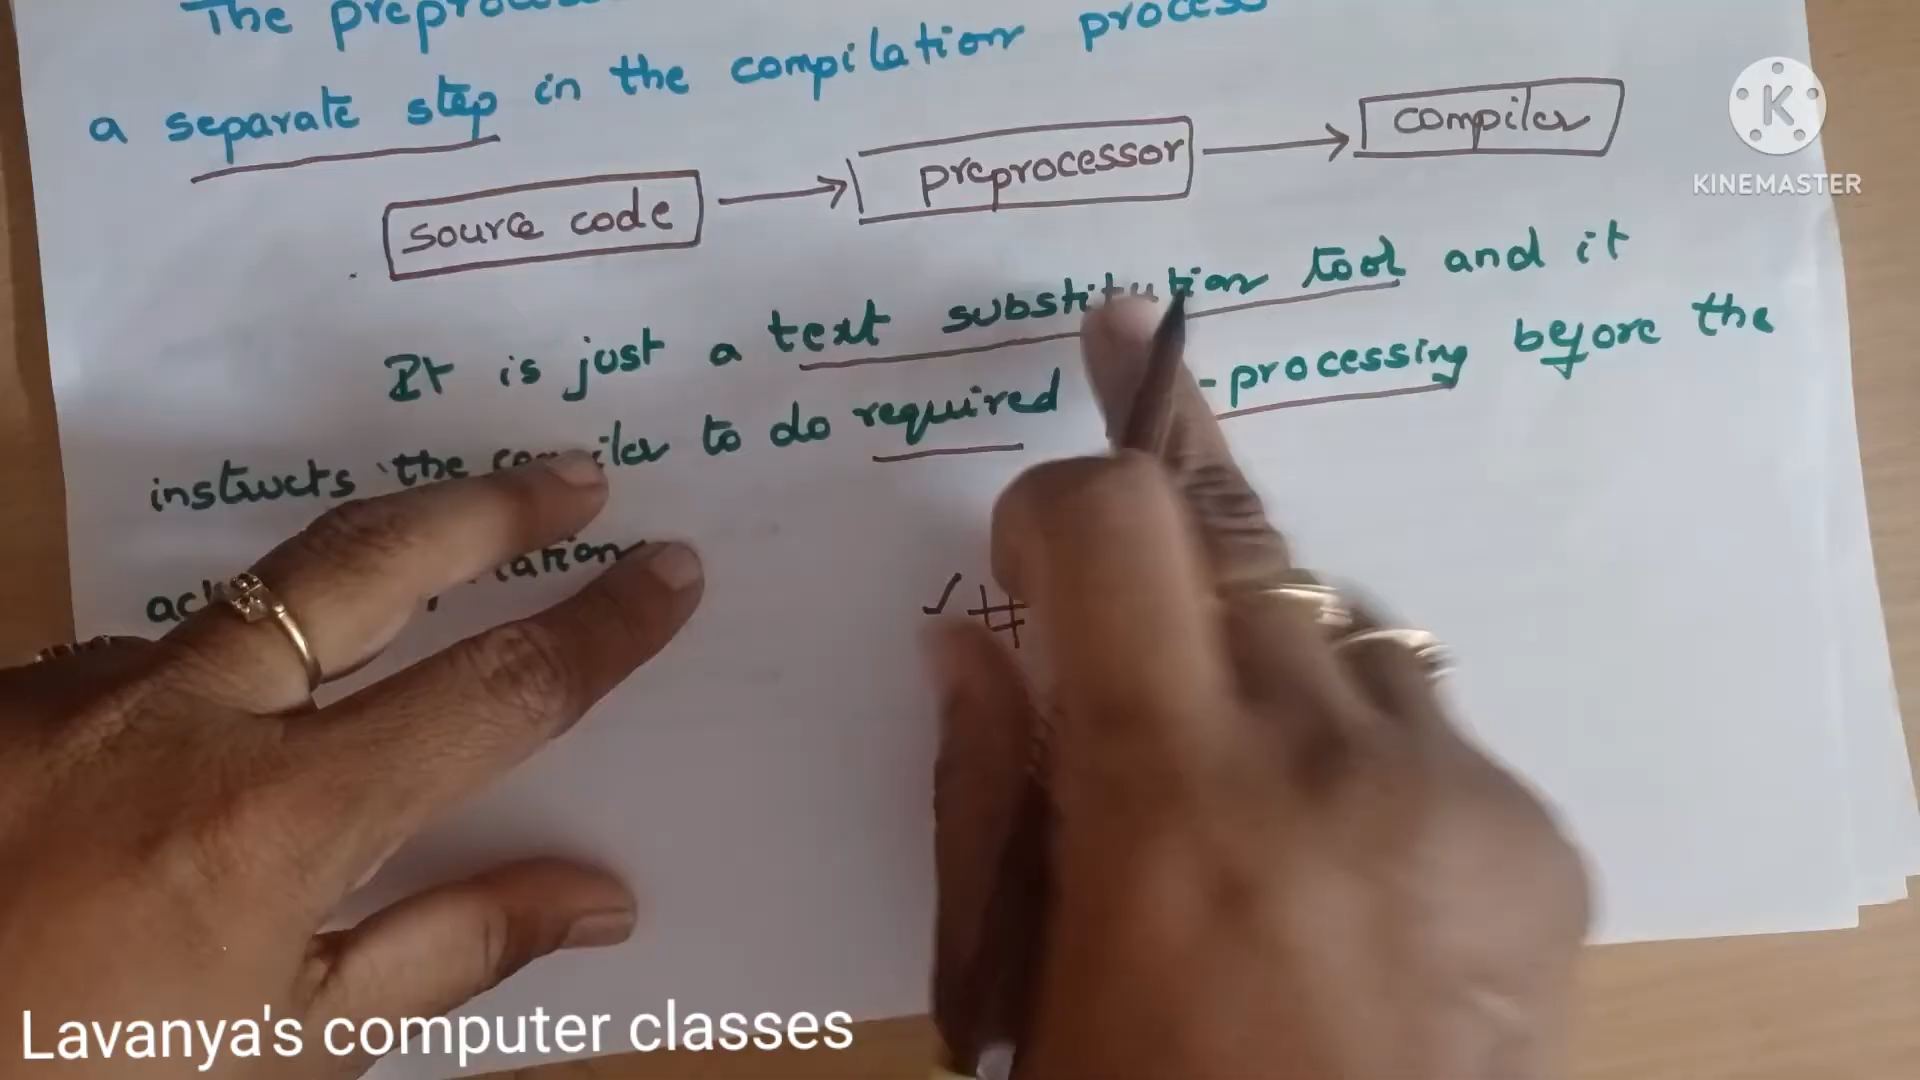 The
a separate step in the compilation process
source code → preprocessor → compiler
It is just a text substitution tool and it
instructs the to do required -processing before the
✓ #
K
KINEMASTER
Lavanya's computer classes